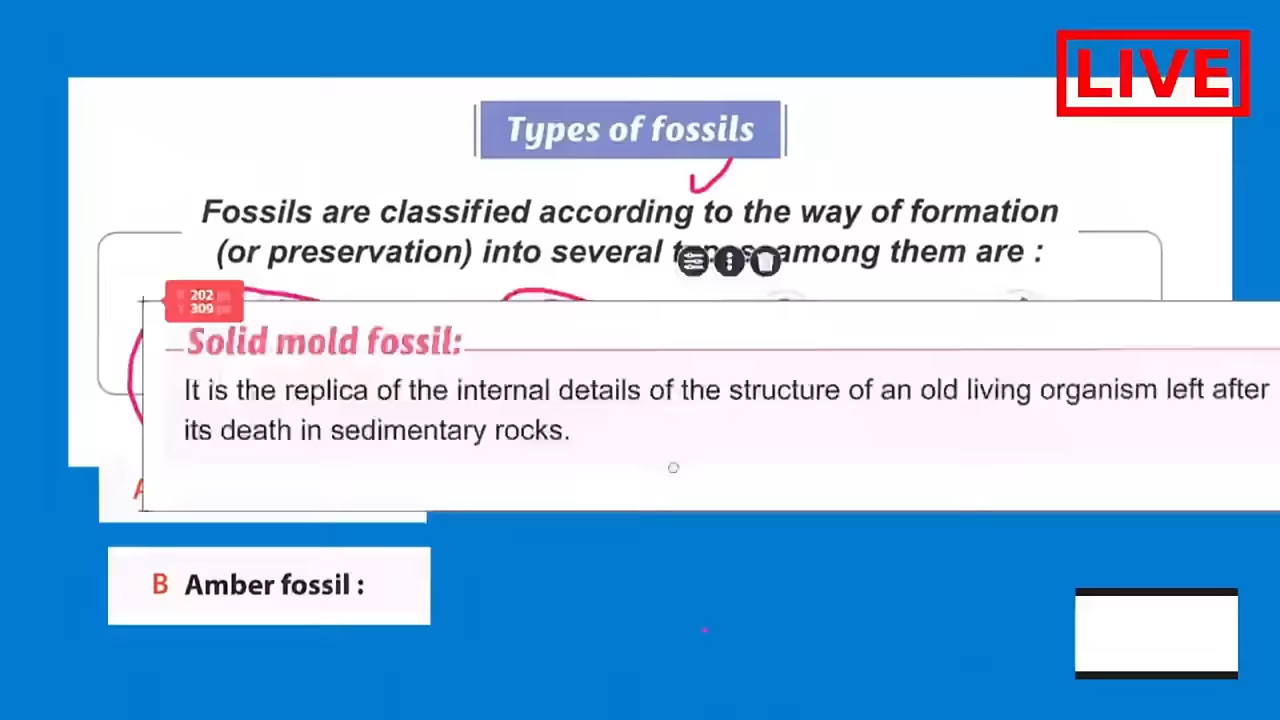 LIVE
Types of fossils
Fossils are classified according to the way of formation
(or preservation) into several among them are :
202
309
Solid mold fossil:
It is the replica of the internal details of the structure of an old living organism left after
its death in sedimentary rocks.
B Amber fossil :